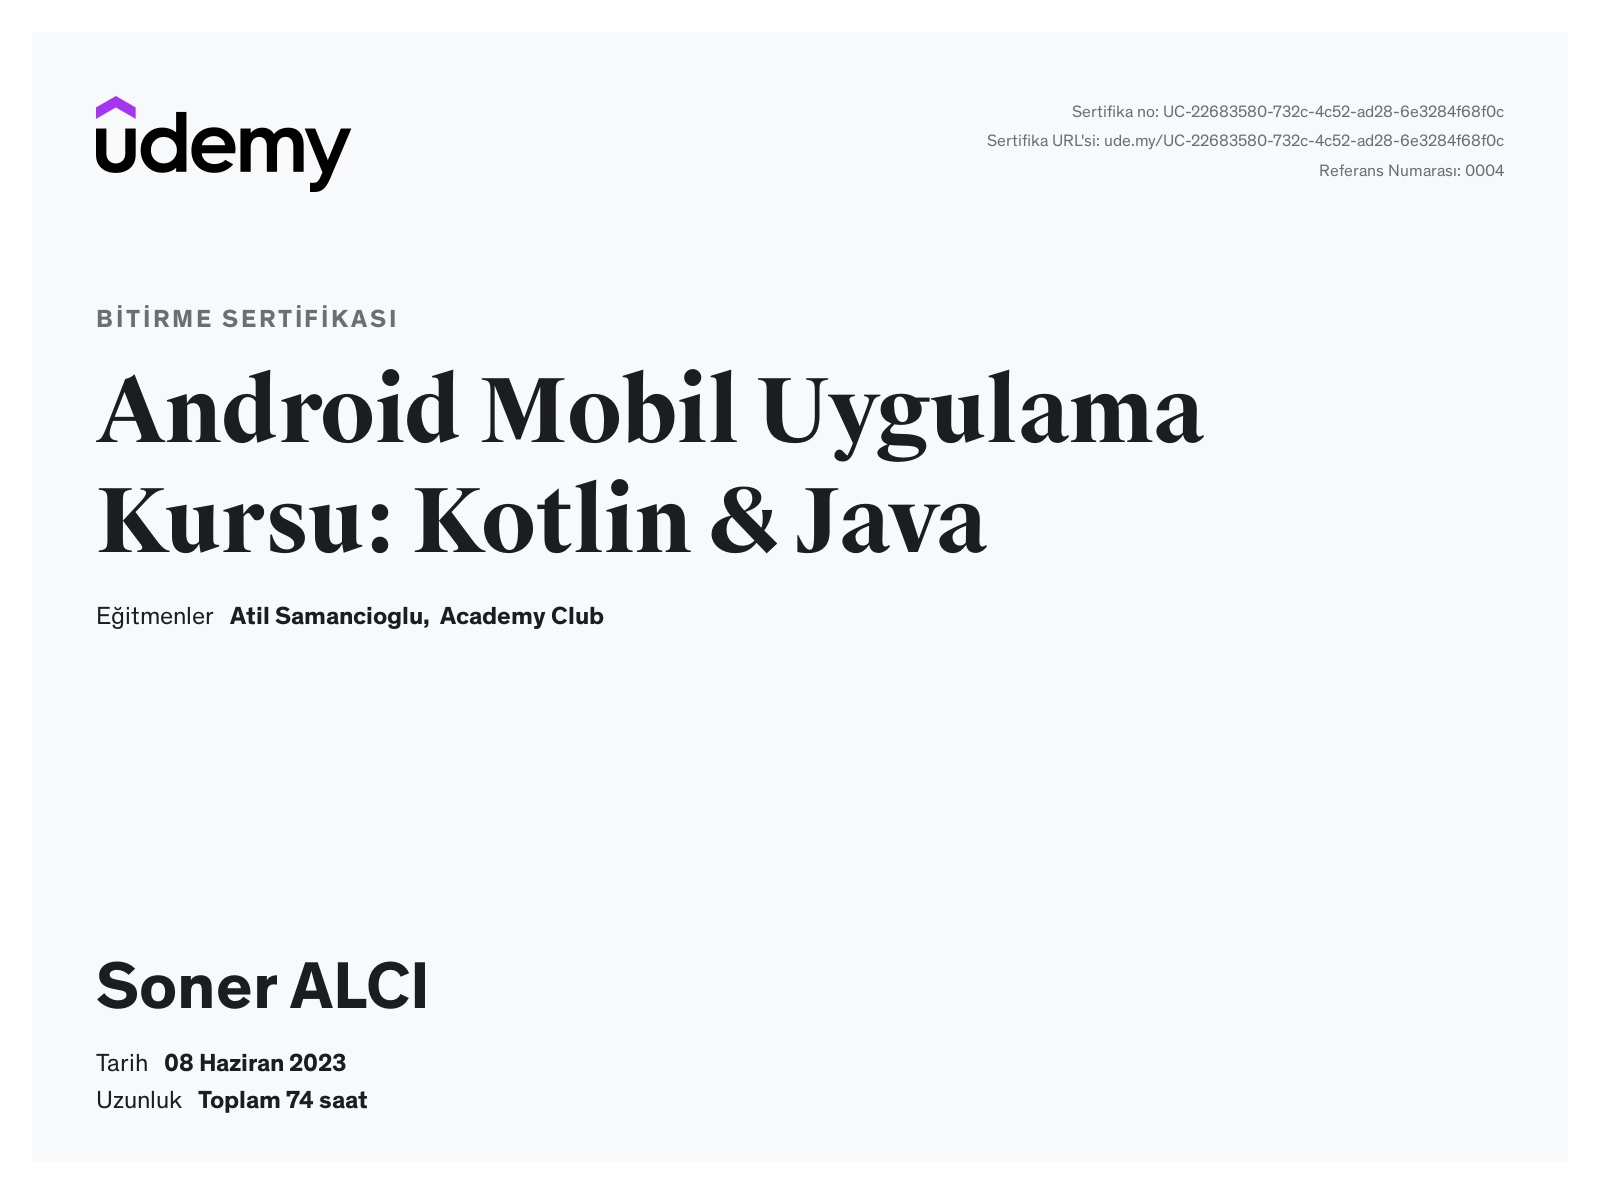 udemy
Sertifika no: UC-22683580-732c-4c52-ad28-6e3284f68f0c
Sertifika URL'si: ude.my/UC-22683580-732c-4c52-ad28-6e3284f68f0c
Referans Numarası: 0004
BİTİRME SERTİFİKASI
Android Mobil Uygulama
Kursu: Kotlin & Java
Eğitmenler Atil Samancioglu, Academy Club
Soner ALCI
Tarih 08 Haziran 2023
Uzunluk Toplam 74 saat